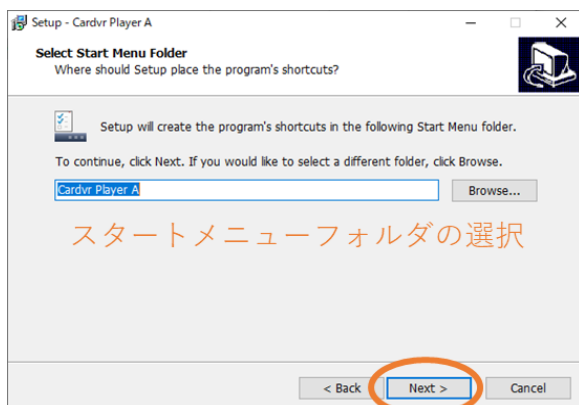 Setup - Cardvr Player A
Select Start Menu Folder
Where should Setup place the program's shortcuts?
Setup will create the program's shortcuts in the following Start Menu folder.
To continue, click Next. If you would like to select a different folder, click Browse.
Cardvr Player A
Browse...
スタートメニューフォルダの選択
< Back
Next >
Cancel